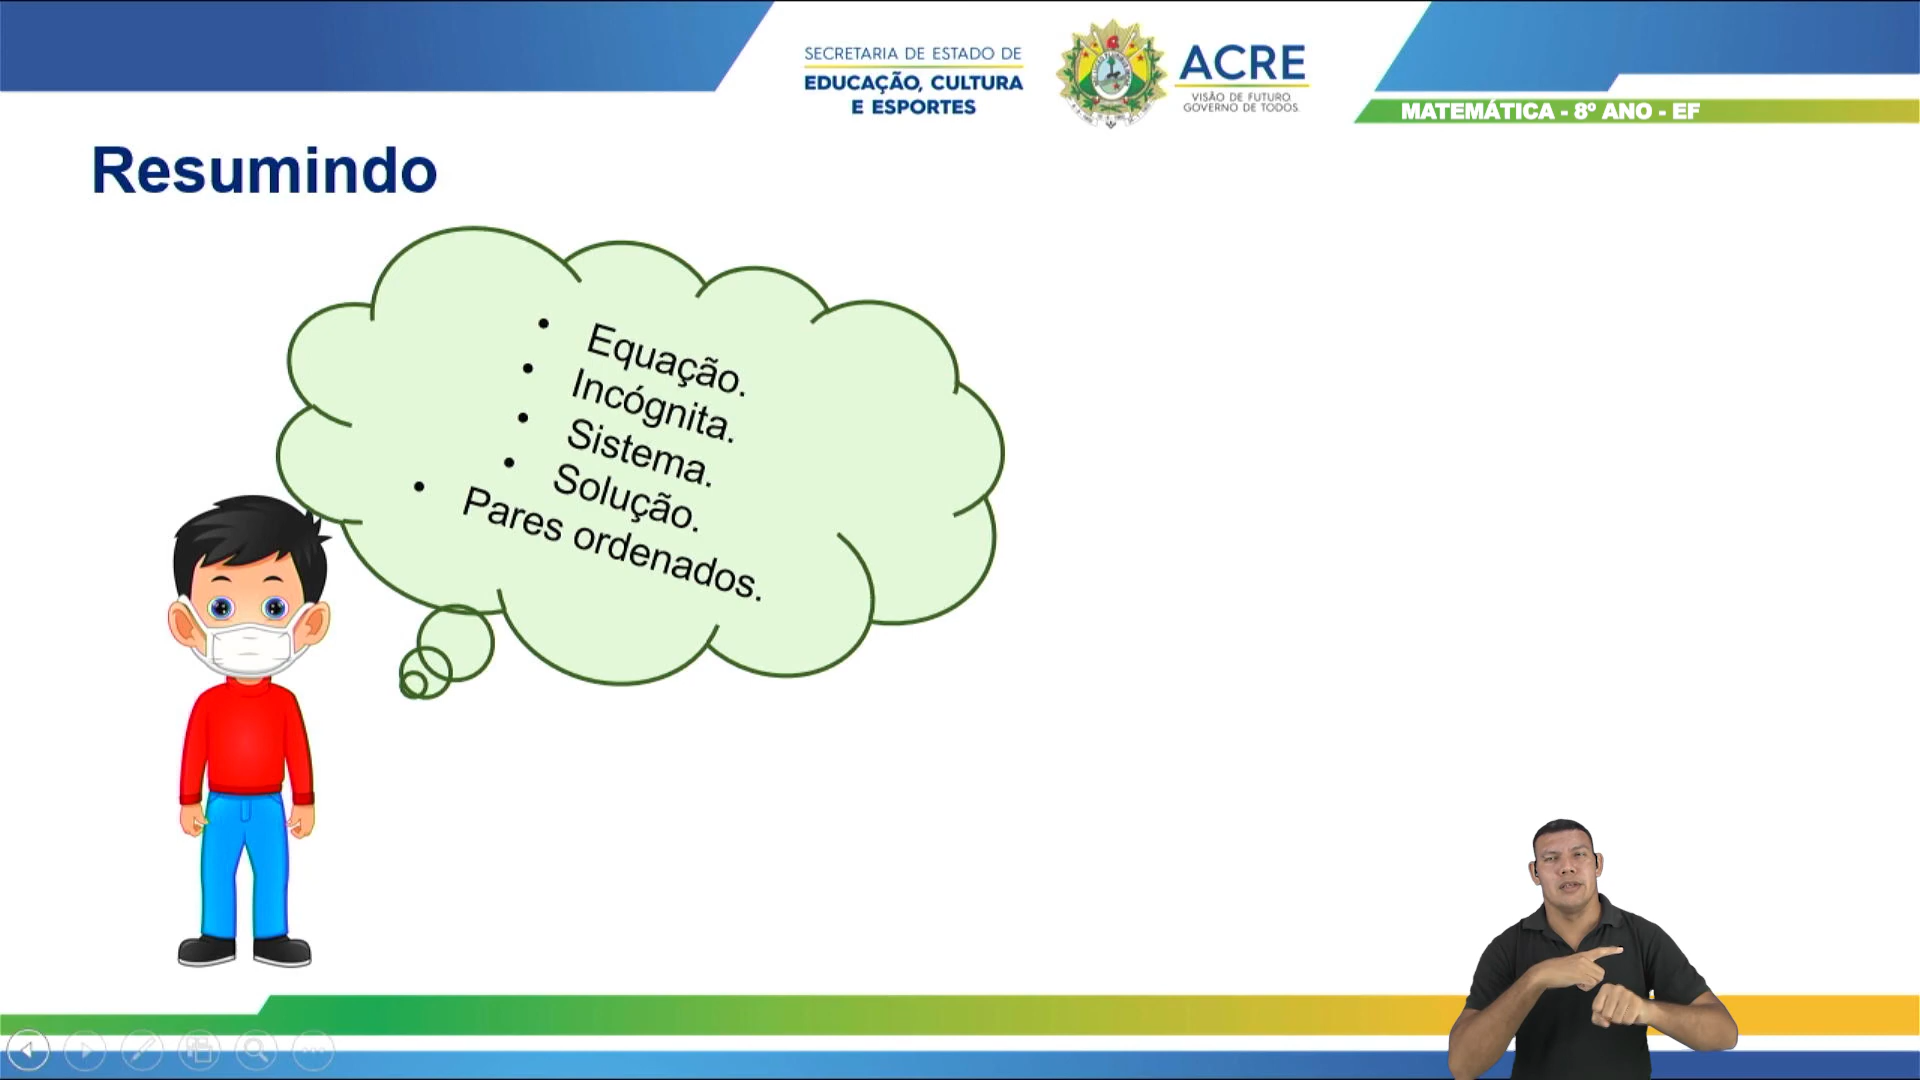 SECRETARIA DE ESTADO DE
EDUCAÇÃO, CULTURA
E ESPORTES
ACRE
VISÃO DE FUTURO.
GOVERNO DE TODOS.
MATEMÁTICA - 8º ANO - EF
Resumindo
• Equação.
• Incógnita.
• Sistema.
• Solução.
• Pares ordenados.